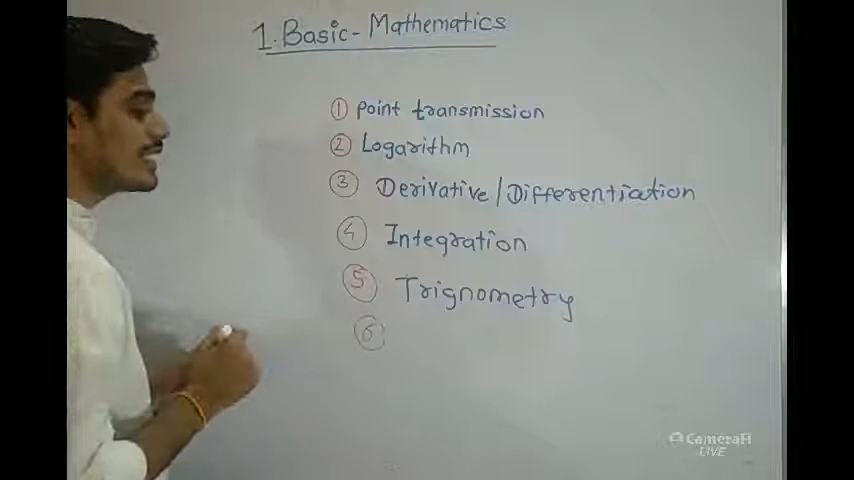 1. Basic - Mathematics
1 Point transmission
2 Logarithm
3 Derivative/Differentiation
4 Integration
5 Trignometry
6
CameraFI
LIVE